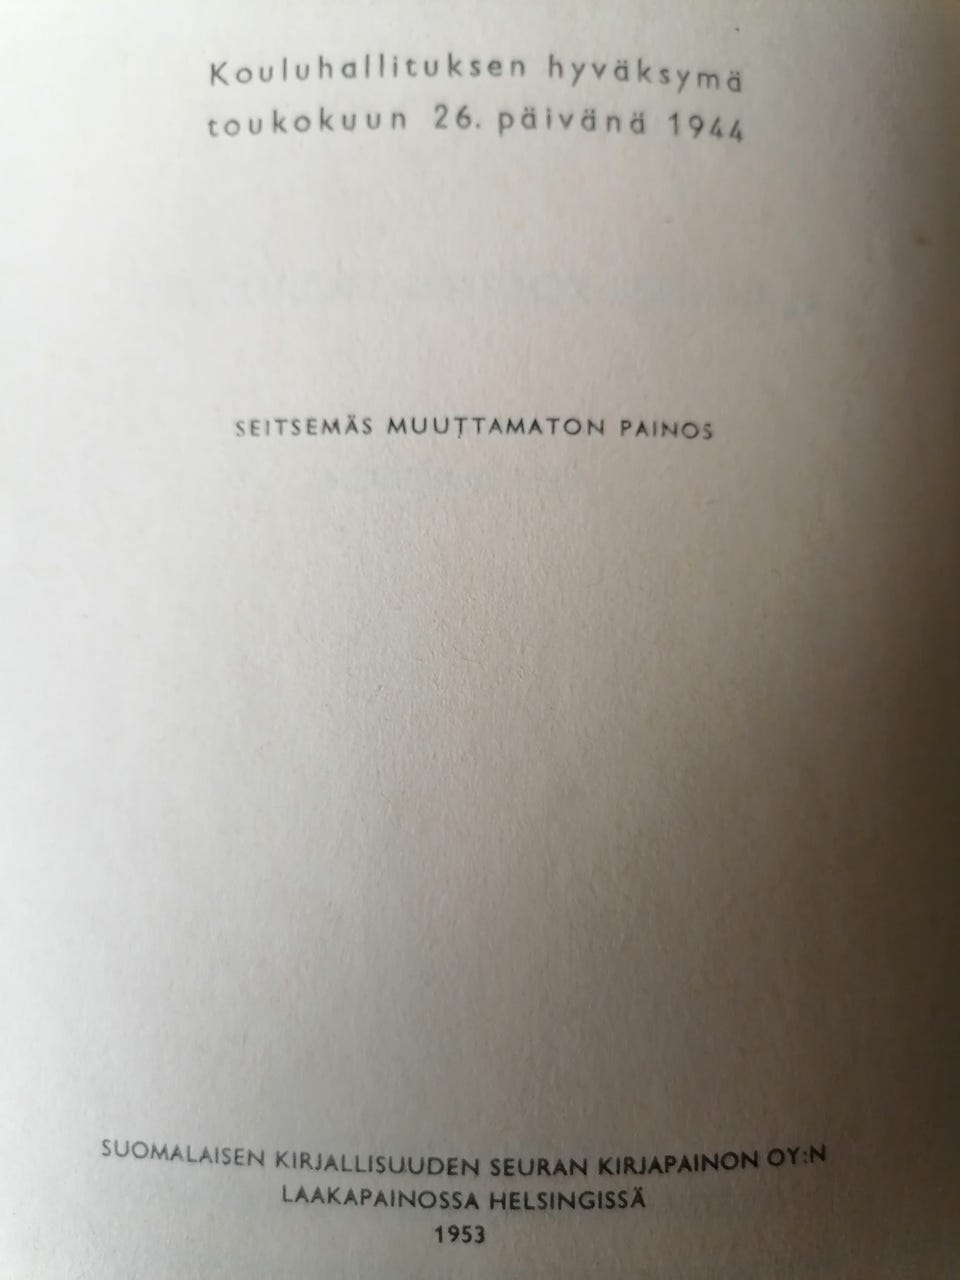 Kouluhallituksen hyväksymä
toukokuun 26. päivänä 1944
SEITSEMÄS MUUTTAMATON PAINOS
SUOMALAISEN KIRJALLISUUDEN SEURAN KIRJAPAINON OY:N
LAAKAPAINOSSA HELSINGISSÄ
1953